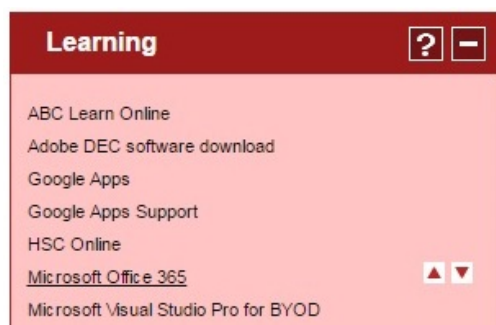 Learning ? -
ABC Learn Online
Adobe DEC software download
Google Apps
Google Apps Support
HSC Online
Microsoft Office 365
Microsoft Visual Studio Pro for BYOD